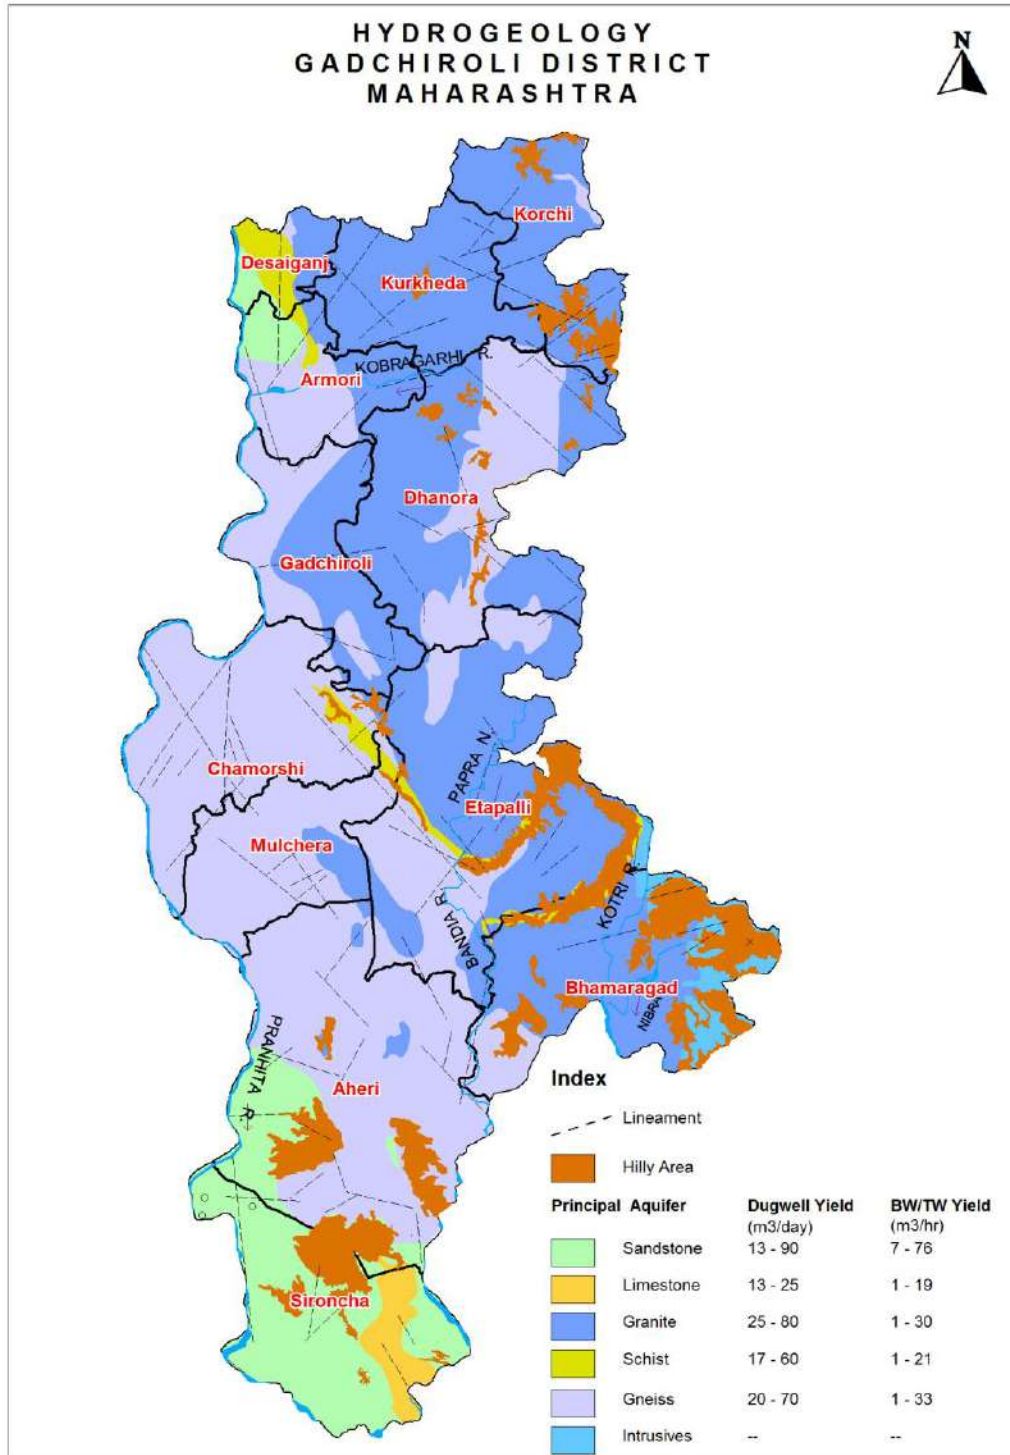 HYDROGEOLOGY
GADCHIROLI DISTRICT
MAHARASHTRA
N
Korchi
Desaiganj
Kurkheda
KOBRAGARHI R.
Armori
Dhanora
Gadchiroli
Chamorshi
PAPRA N.
Etapalli
Mulchera
BANDIA R
KOTRI R.
Bhamaragad
NIBRA
PRANHITA R.
Aheri
Sironcha
Index
Lineament
Hilly Area
Principal Aquifer Dugwell Yield BW/TW Yield
(m3/day) (m3/hr)
Sandstone 13 - 90 7 - 76
Limestone 13 - 25 1 - 19
Granite 25 - 80 1 - 30
Schist 17 - 60 1 - 21
Gneiss 20 - 70 1 - 33
Intrusives -- --